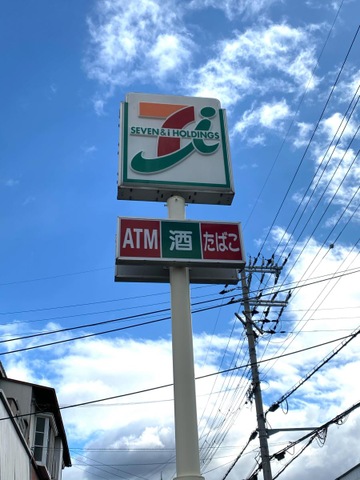 SEVEN & i HOLDINGS
ATM 酒 たばこ